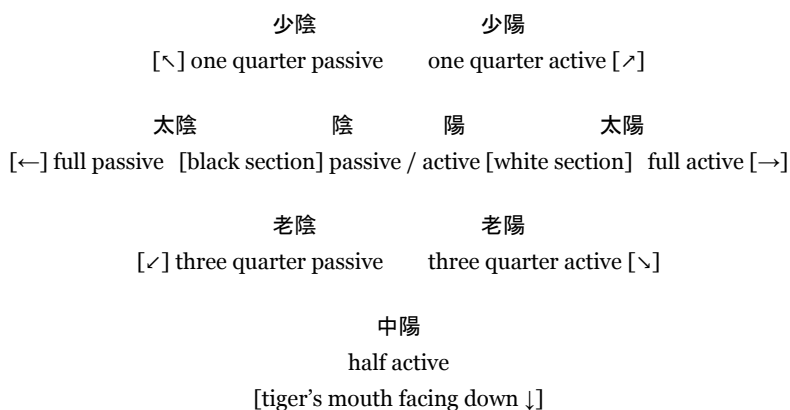 少陰 少陽
[↖] one quarter passive one quarter active [↗]
太陰 陰 陽 太陽
[←] full passive [black section] passive / active [white section] full active [→]
老陰 老陽
[↙] three quarter passive three quarter active [↘]
中陽
half active
[tiger’s mouth facing down ↓]